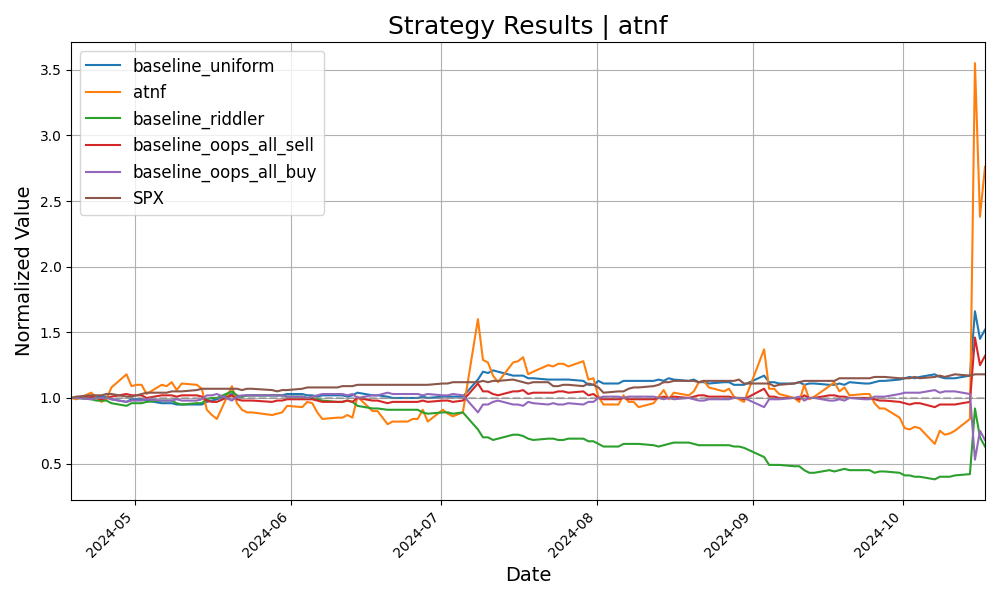 Strategy Results | atnf
baseline_uniform
atnf
baseline_riddler
baseline_oops_all_sell
baseline_oops_all_buy
SPX
Normalized Value
3.5
3.0
2.5
2.0
1.5
1.0
0.5
2024-05
2024-06
2024-07
2024-08
2024-09
2024-10
Date